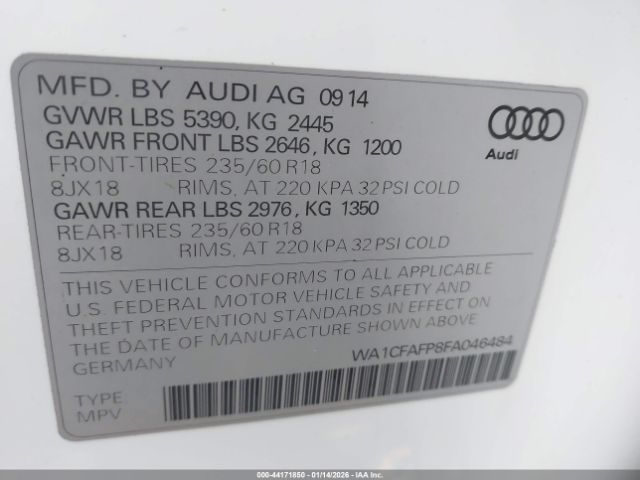 MFD. BY AUDI AG 09 14
GVWR LBS 5390, KG 2445
GAWR FRONT LBS 2646, KG 1200
FRONT-TIRES 235/60 R18
8JX18 RIMS, AT 220 KPA 32 PSI COLD
GAWR REAR LBS 2976, KG 1350
REAR-TIRES 235/60 R18
8JX18 RIMS, AT 220 KPA 32 PSI COLD
Audi
THIS VEHICLE CONFORMS TO ALL APPLICABLE
U.S. FEDERAL MOTOR VEHICLE SAFETY AND
THEFT PREVENTION STANDARDS IN EFFECT ON
THE DATE OF MANUFACTURE SHOWN ABOVE
GERMANY
WA1CFAFP8FA046484
TYPE
MPV
000-44171850 | 01/14/2026 - IAA Inc.